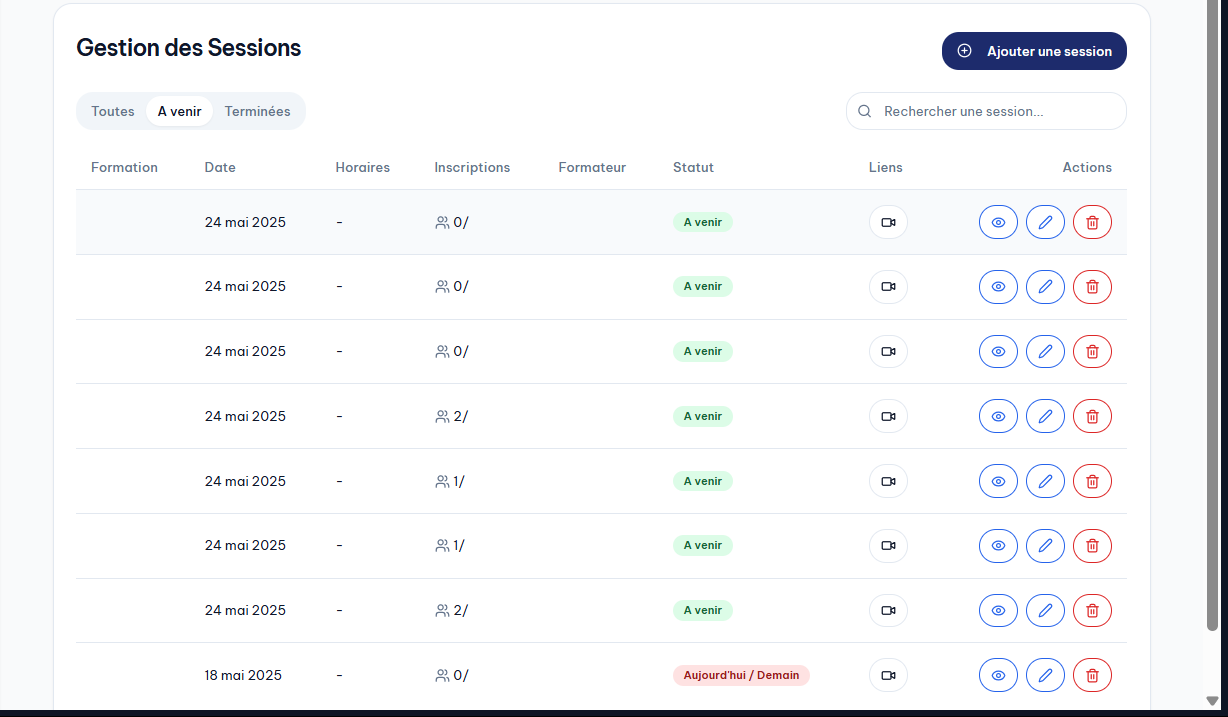 Gestion des Sessions
Ajouter une session
Toutes A venir Terminées
Rechercher une session...
Formation Date Horaires Inscriptions Formateur Statut Liens Actions
24 mai 2025 - 0/ A venir
24 mai 2025 - 0/ A venir
24 mai 2025 - 0/ A venir
24 mai 2025 - 2/ A venir
24 mai 2025 - 1/ A venir
24 mai 2025 - 1/ A venir
24 mai 2025 - 2/ A venir
18 mai 2025 - 0/ Aujourd'hui / Demain